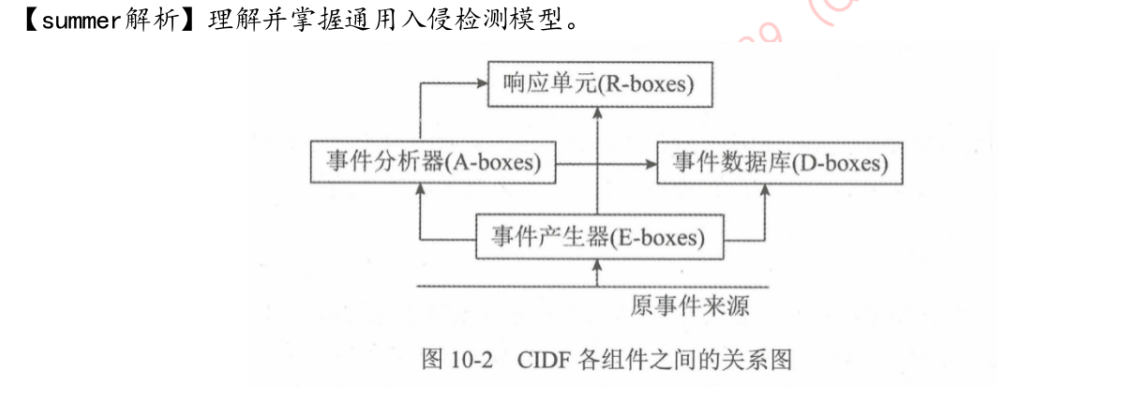 【summer解析】理解并掌握通用入侵检测模型。
响应单元(R-boxes)
事件分析器(A-boxes)
事件数据库(D-boxes)
事件产生器(E-boxes)
原事件来源
图 10-2 CIDF 各组件之间的关系图